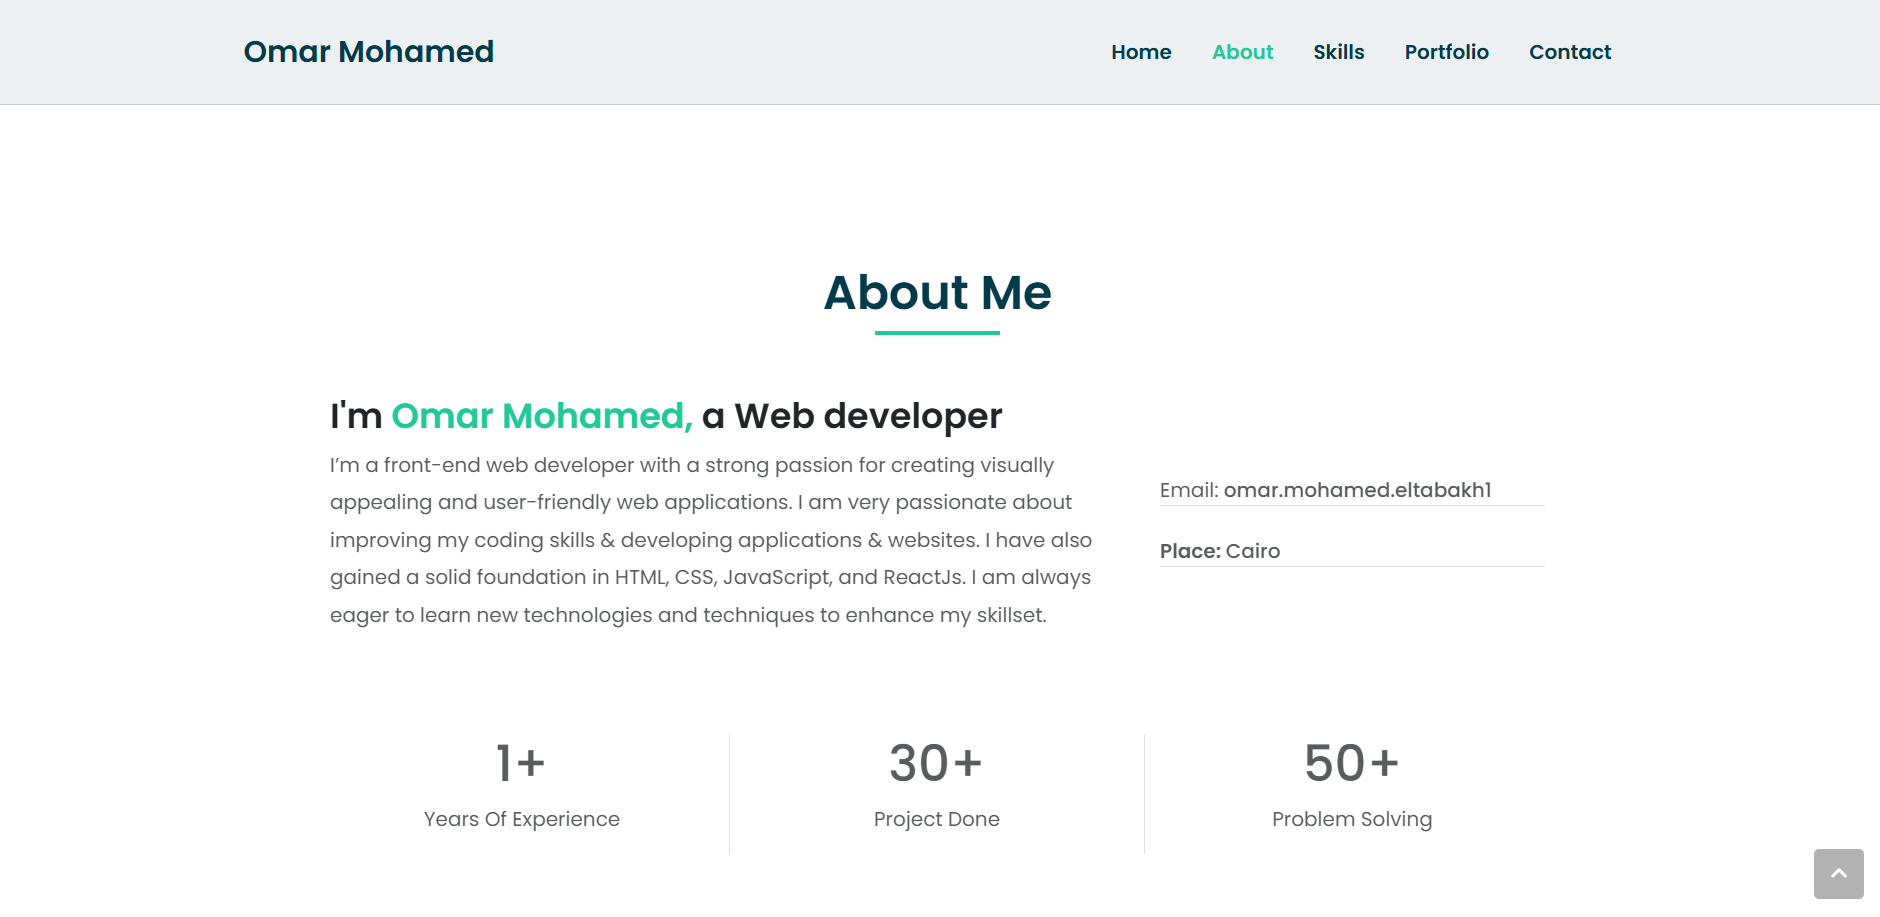 Omar Mohamed
Home About Skills Portfolio Contact
About Me
I'm Omar Mohamed, a Web developer
I’m a front-end web developer with a strong passion for creating visually
appealing and user-friendly web applications. I am very passionate about
improving my coding skills & developing applications & websites. I have also
gained a solid foundation in HTML, CSS, JavaScript, and ReactJs. I am always
eager to learn new technologies and techniques to enhance my skillset.
Email: omar.mohamed.eltabakh1
Place: Cairo
1+
Years Of Experience
30+
Project Done
50+
Problem Solving